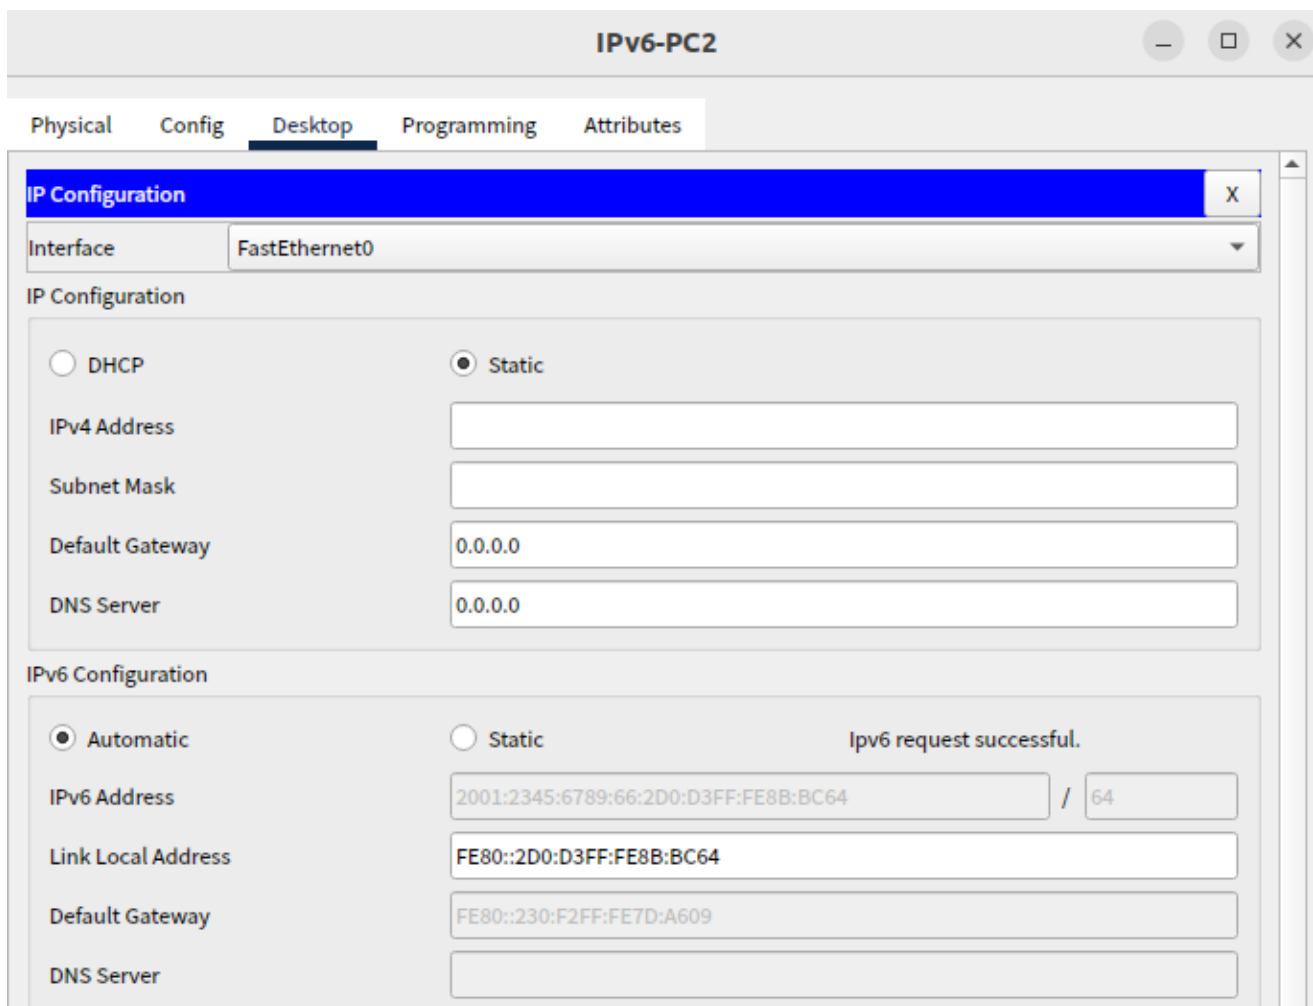 IPv6-PC2
Physical Config Desktop Programming Attributes
IP Configuration X
Interface FastEthernet0
IP Configuration
DHCP Static
IPv4 Address
Subnet Mask
Default Gateway 0.0.0.0
DNS Server 0.0.0.0
IPv6 Configuration
Automatic Static Ipv6 request successful.
IPv6 Address 2001:2345:6789:66:2D0:D3FF:FE8B:BC64 / 64
Link Local Address FE80::2D0:D3FF:FE8B:BC64
Default Gateway FE80::230:F2FF:FE7D:A609
DNS Server